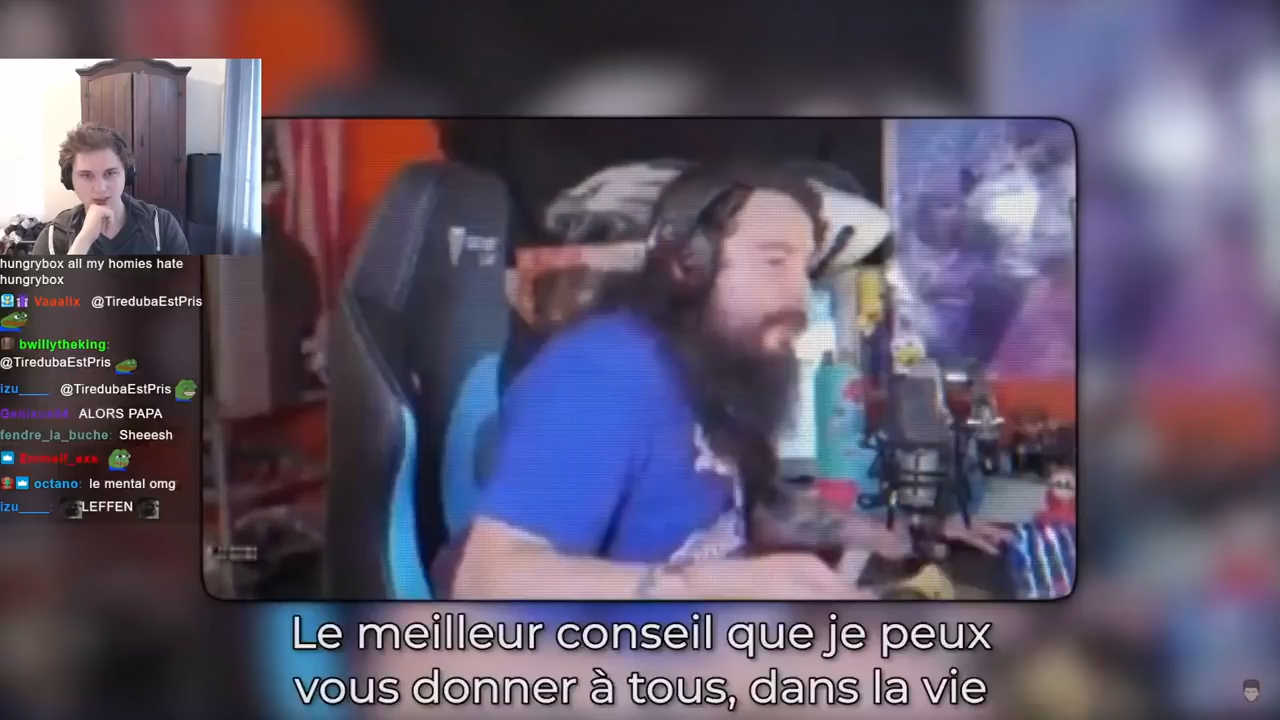 hungrybox all my homies hate
hungrybox
Vaaalix @TiredubaEstPris
bwillytheking:
@TiredubaEstPris
izu____ @TiredubaEstPris
ALORS PAPA
fendre_la_buche: Sheeesh
octano: le mental omg
izu____: LEFFEN
Le meilleur conseil que je peux
vous donner à tous, dans la vie